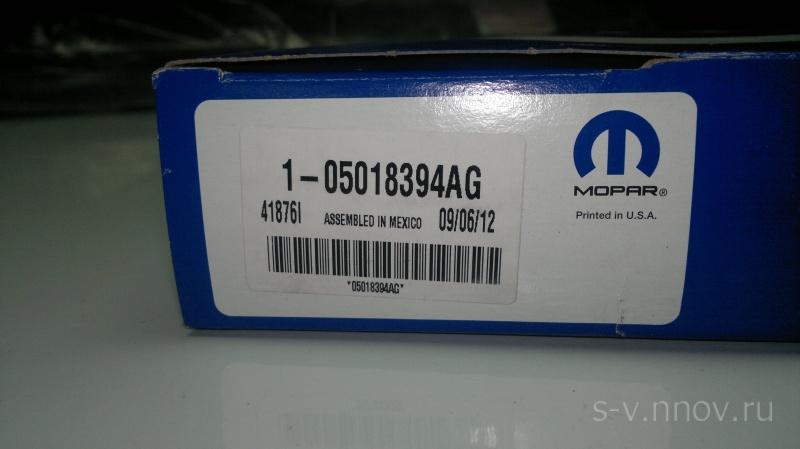 1-05018394AG
41876I ASSEMBLED IN MEXICO 09/06/12
*05018394AG*
MOPAR®
Printed in U.S.A.
s-v.nnov.ru